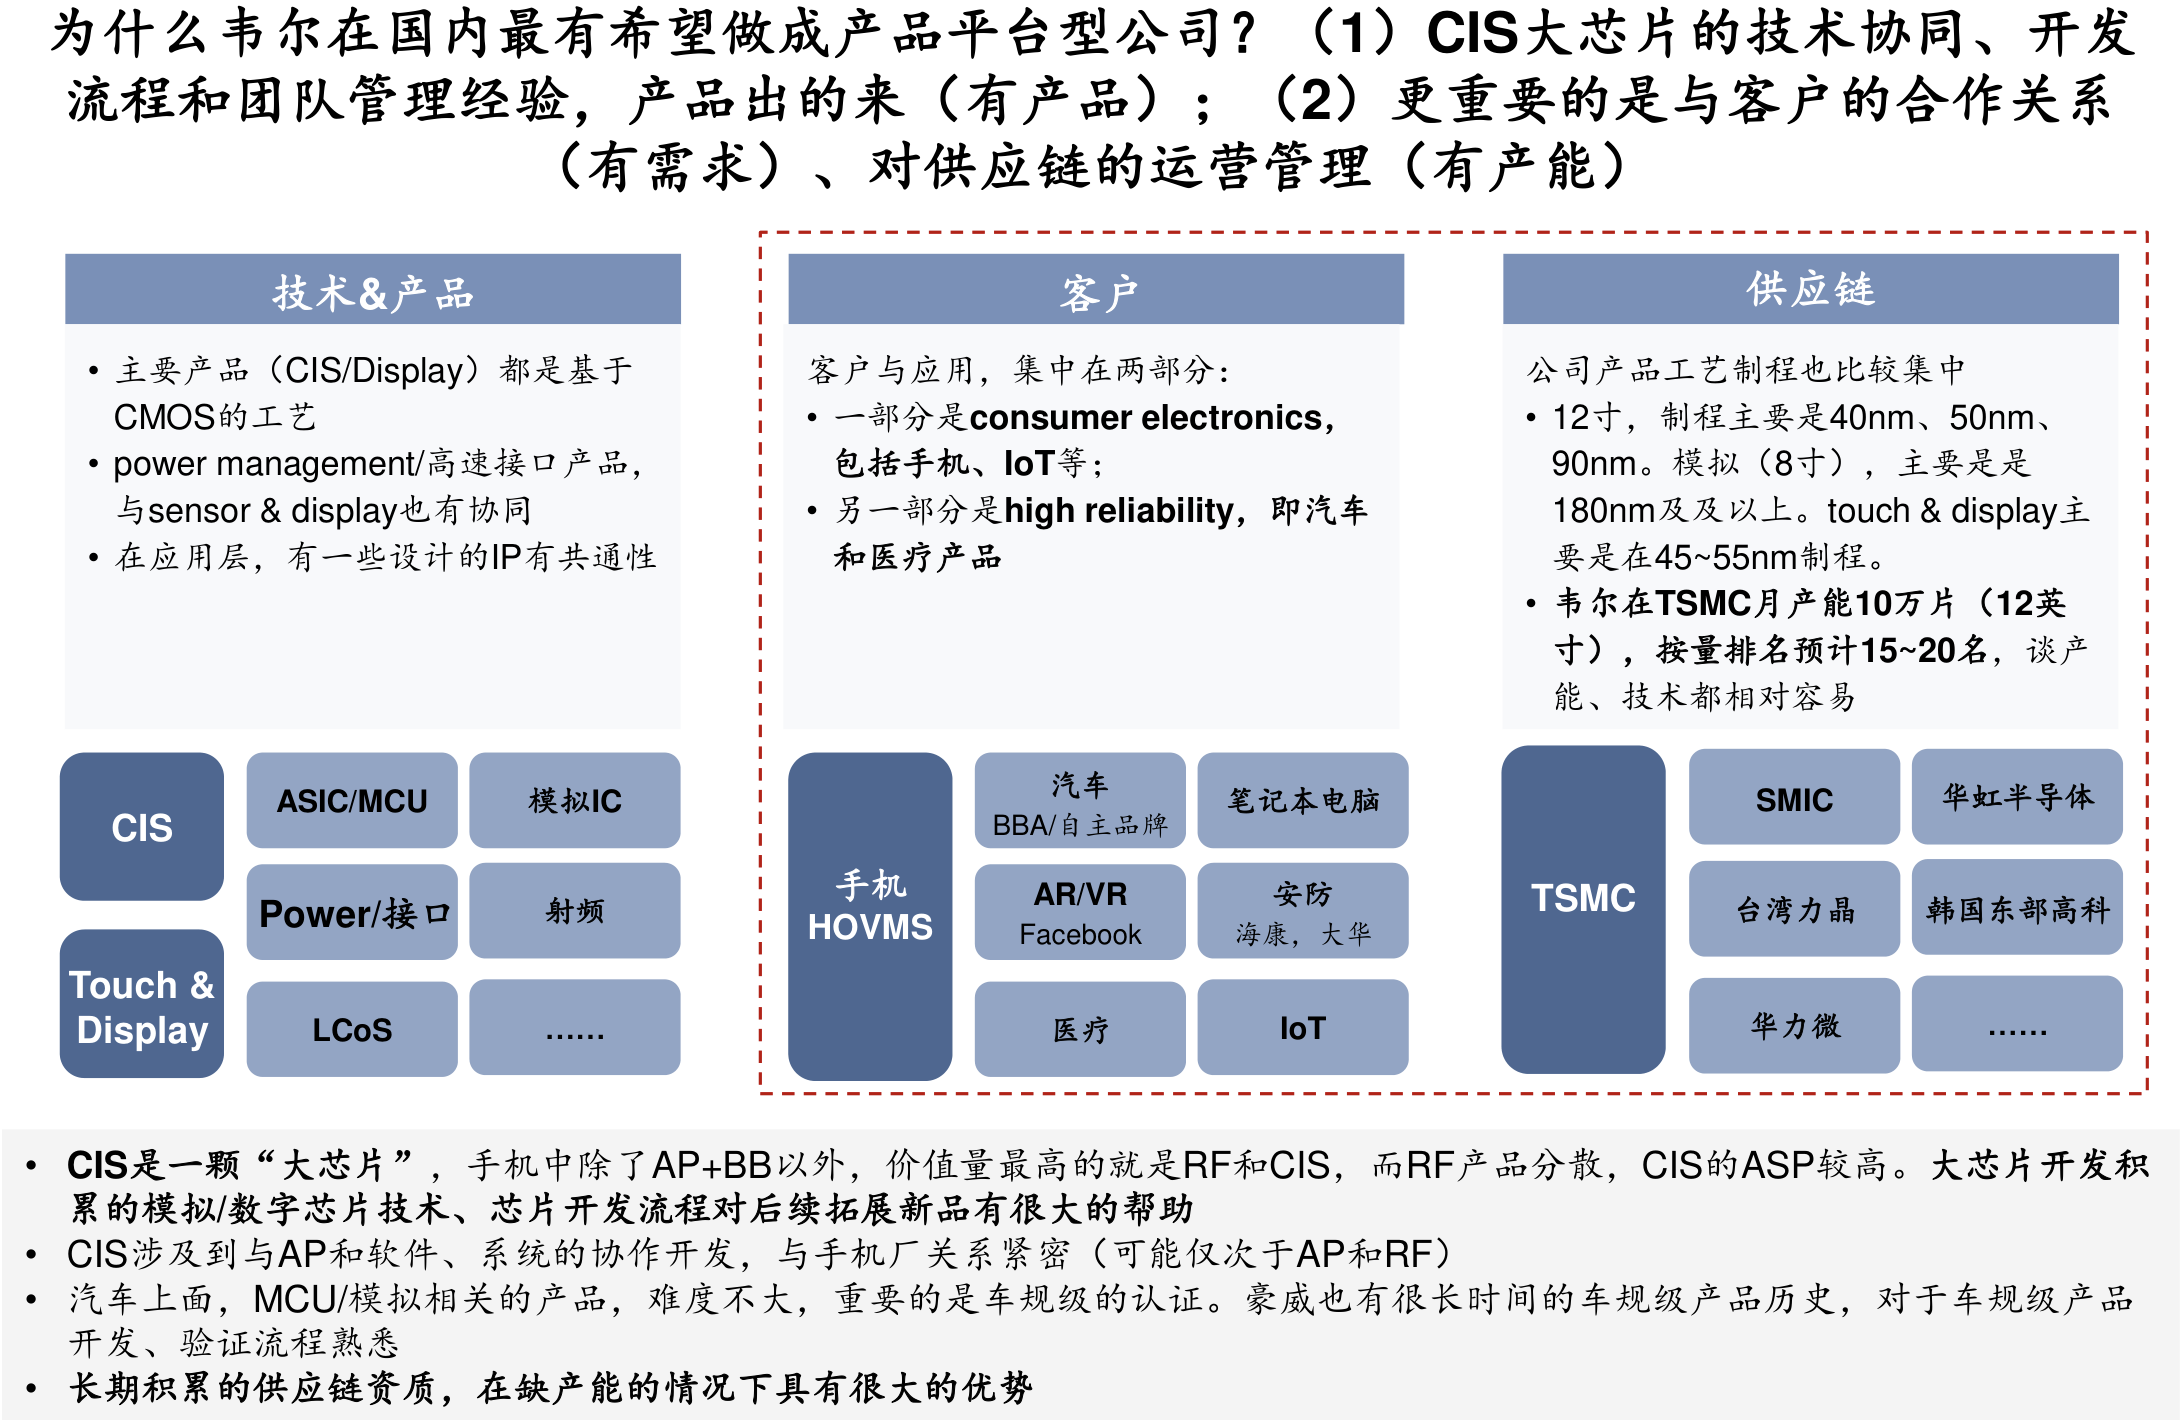 为什么韦尔在国内最有希望做成产品平台型公司？（1）CIS大芯片的技术协同、开发
流程和团队管理经验，产品出的来（有产品）；（2）更重要的是与客户的合作关系
（有需求）、对供应链的运营管理（有产能）
技术&产品
• 主要产品（CIS/Display）都是基于
CMOS的工艺
• power management/高速接口产品，
与sensor & display也有协同
• 在应用层，有一些设计的IP有共通性
CIS
Touch &
Display
ASIC/MCU
模拟IC
Power/接口
射频
LCoS
……
客户
客户与应用，集中在两部分：
• 一部分是consumer electronics，
包括手机、IoT等；
• 另一部分是high reliability，即汽车
和医疗产品
手机
HOVMS
汽车
BBA/自主品牌
笔记本电脑
AR/VR
Facebook
安防
海康，大华
医疗
IoT
供应链
公司产品工艺制程也比较集中
• 12寸，制程主要是40nm、50nm、
90nm。模拟（8寸），主要是是
180nm及及以上。touch & display主
要是在45~55nm制程。
• 韦尔在TSMC月产能10万片（12英
寸），按量排名预计15~20名，谈产
能、技术都相对容易
TSMC
SMIC
华虹半导体
台湾力晶
韩国东部高科
华力微
……
• CIS是一颗“大芯片”，手机中除了AP+BB以外，价值量最高的就是RF和CIS，而RF产品分散，CIS的ASP较高。大芯片开发积
累的模拟/数字芯片技术、芯片开发流程对后续拓展新品有很大的帮助
• CIS涉及到与AP和软件、系统的协作开发，与手机厂关系紧密（可能仅次于AP和RF）
• 汽车上面，MCU/模拟相关的产品，难度不大，重要的是车规级的认证。豪威也有很长时间的车规级产品历史，对于车规级产品
开发、验证流程熟悉
• 长期积累的供应链资质，在缺产能的情况下具有很大的优势